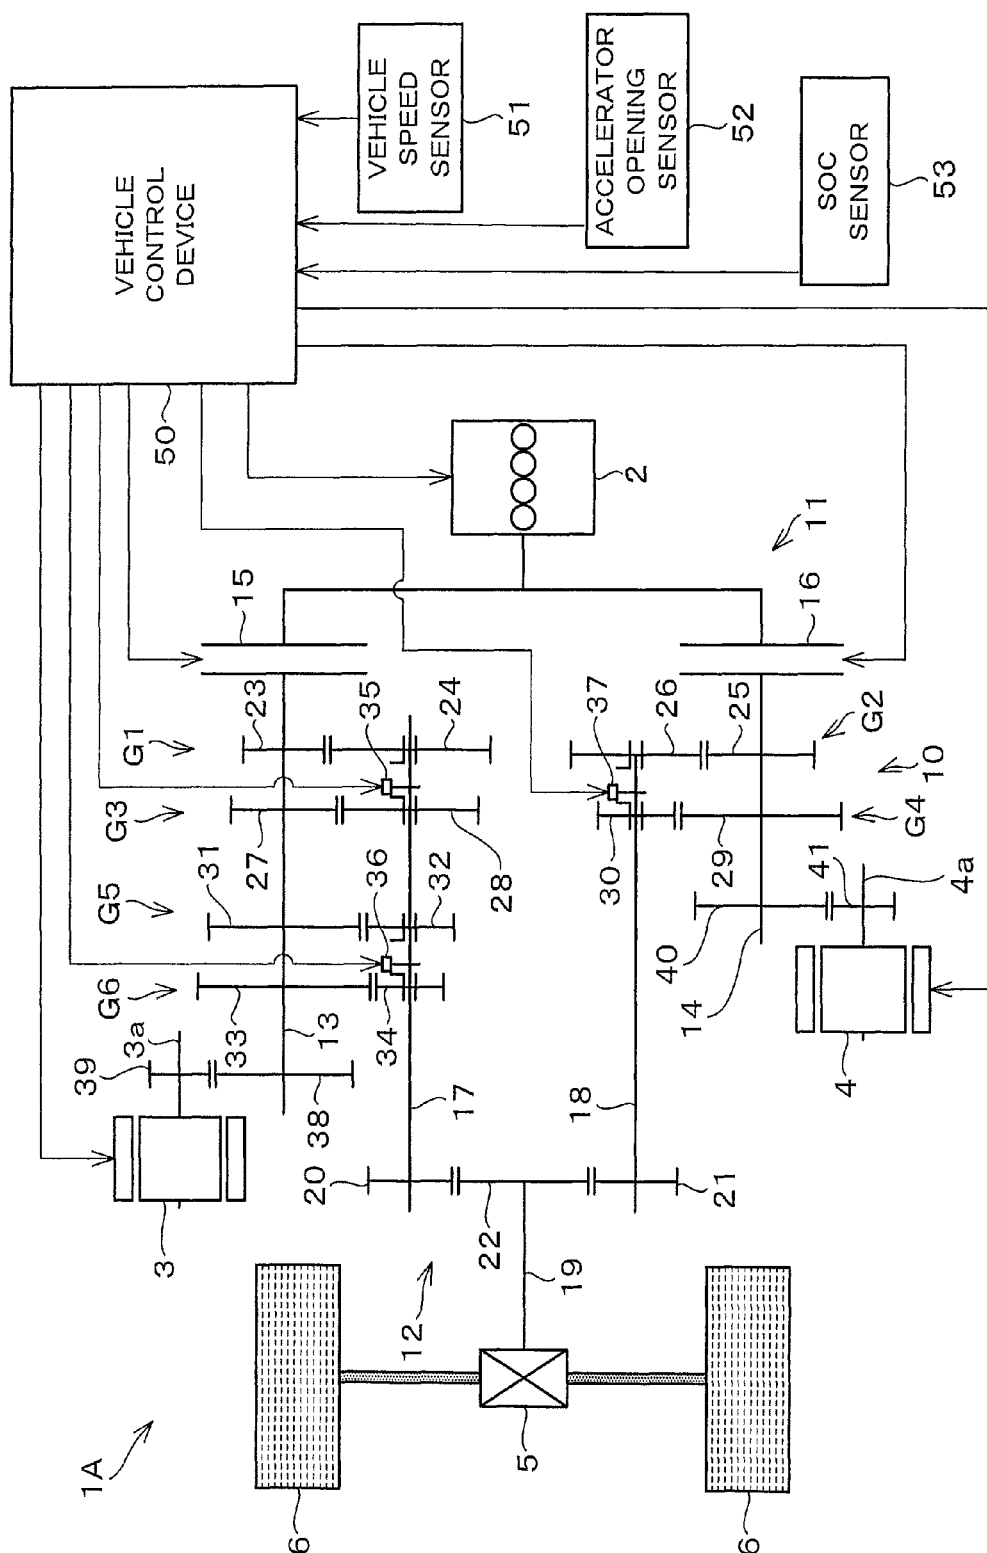 VEHICLE
CONTROL
DEVICE
50
VEHICLE
SPEED
SENSOR
51
ACCELERATOR
OPENING
SENSOR
52
SOC
SENSOR
53
2
11
15
16
G1
23
35
24
37
26
25
G2
10
G3
27
28
30
29
G4
G5
31
36
32
40
41
4a
G6
33
34
14
4
13
39
3a
38
3
17
18
20
22
21
19
12
5
6
6
1A